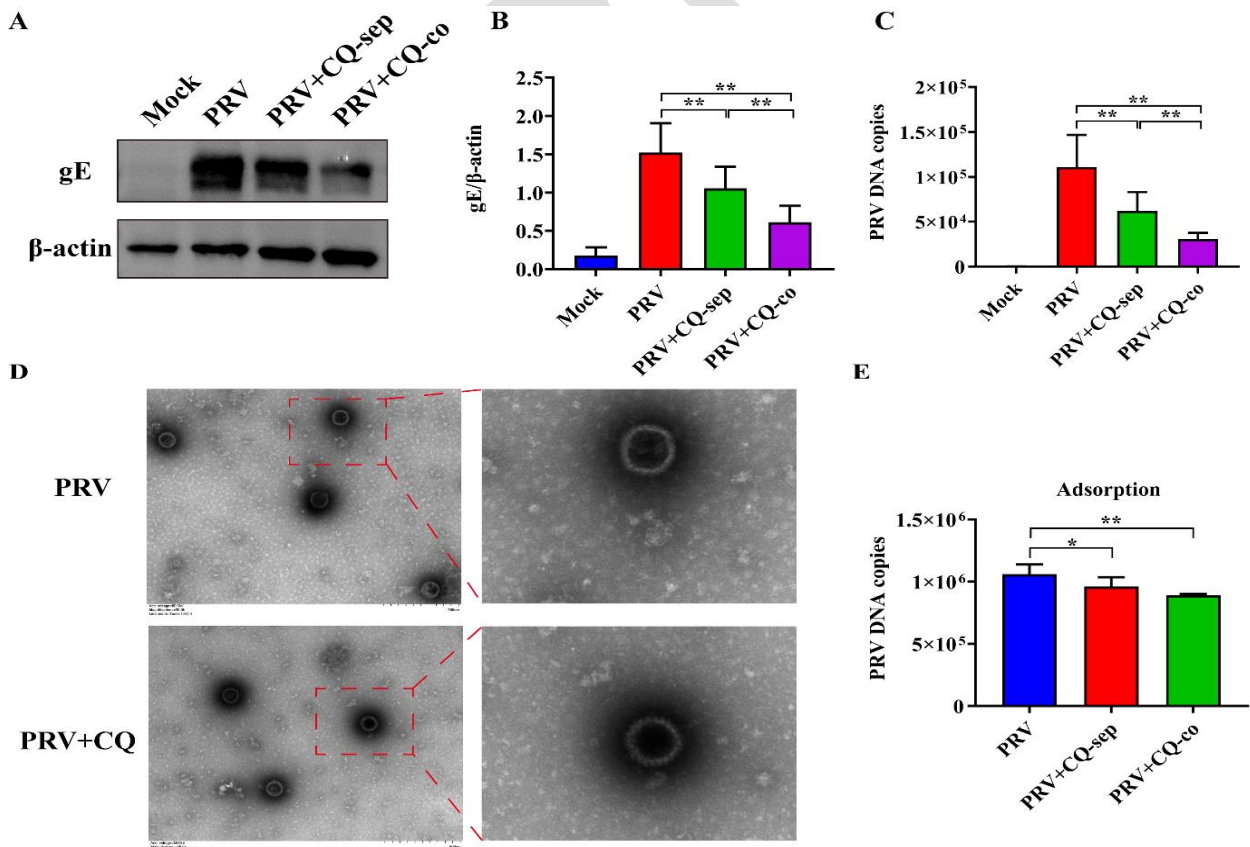 A
Mock
PRV
PRV+CQ-sep
PRV+CQ-co
gE
β-actin
B
gE/β-actin
2.5
2.0
1.5
1.0
0.5
0.0
**
**
**
Mock
PRV
PRV+CQ-sep
PRV+CQ-co
C
PRV DNA copies
2×10⁵
1.5×10⁵
1×10⁵
5×10⁴
0
**
**
**
Mock
PRV
PRV+CQ-sep
PRV+CQ-co
D
PRV
PRV+CQ
E
Adsorption
PRV DNA copies
1.5×10⁶
1×10⁶
5×10⁵
0
**
*
PRV
PRV+CQ-sep
PRV+CQ-co